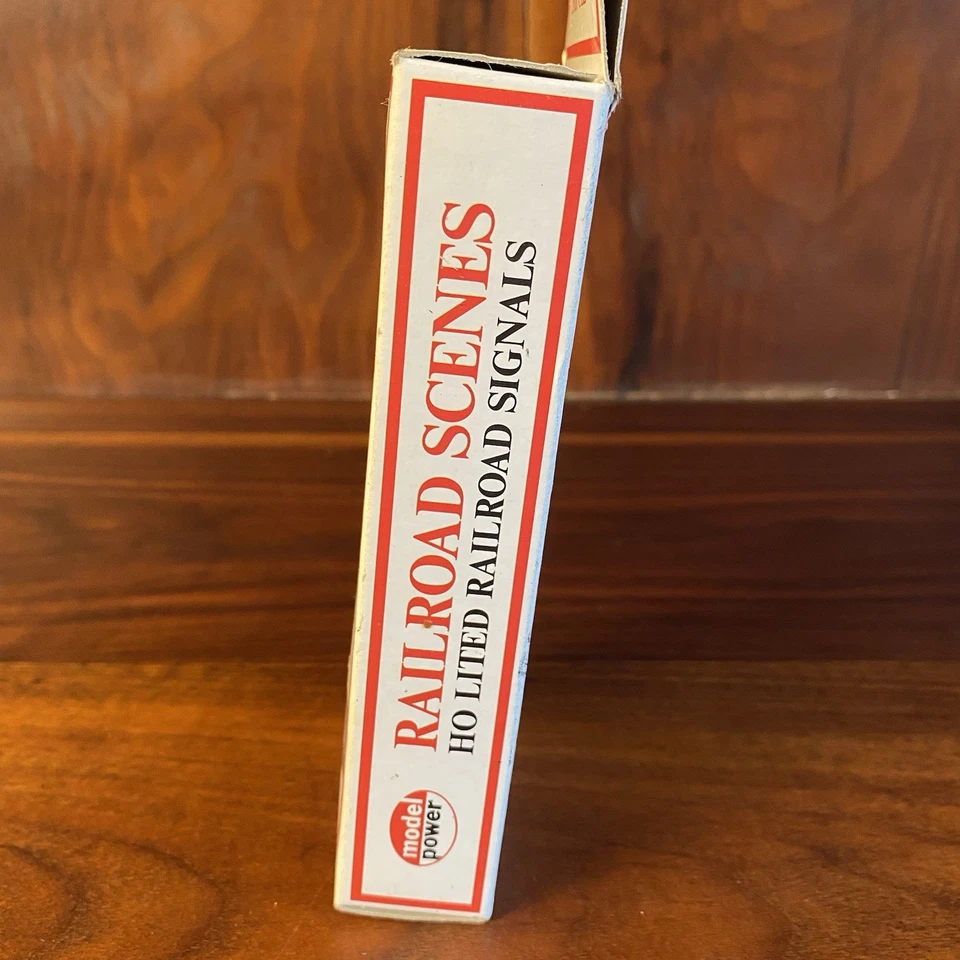 RAILROAD SCENES
HO LITED RAILROAD SIGNALS
model
power